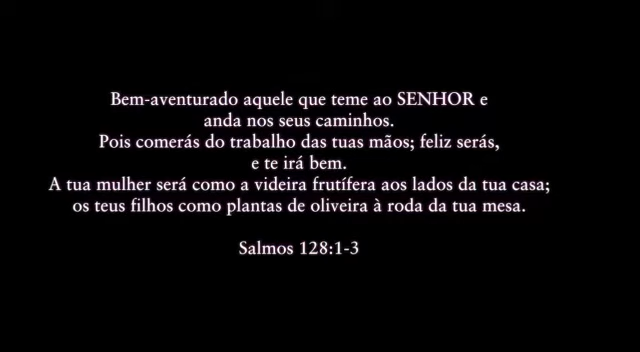 Bem-aventurado aquele que teme ao SENHOR e
anda nos seus caminhos.
Pois comerás do trabalho das tuas mãos; feliz serás,
e te irá bem.
A tua mulher será como a videira frutífera aos lados da tua casa;
os teus filhos como plantas de oliveira à roda da tua mesa.
Salmos 128:1-3